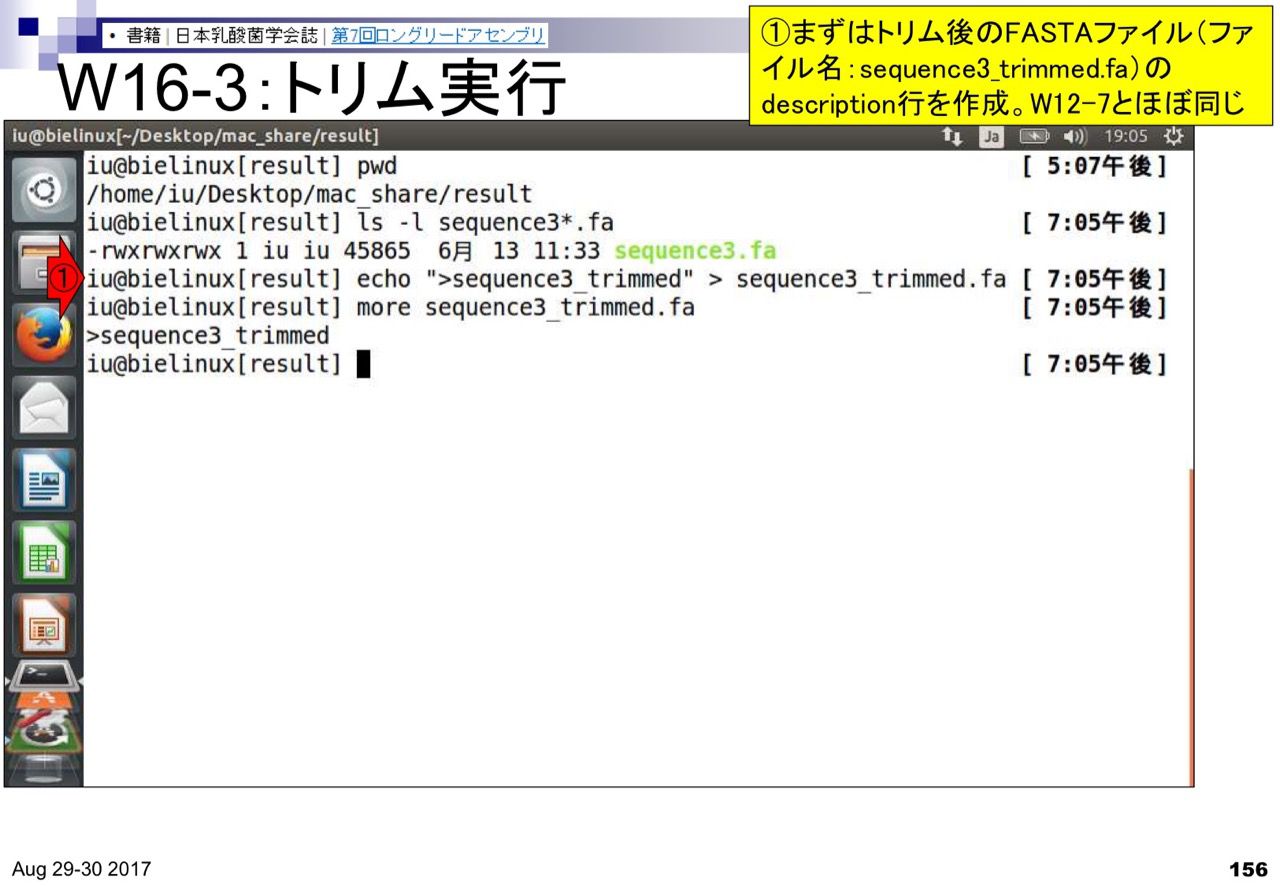 ・ 書籍 | 日本乳酸菌学会誌 | 第7回ロングリードアセンブリ
W16-3：トリム実行
①まずはトリム後のFASTAファイル（ファ
イル名：sequence3_trimmed.fa）の
description行を作成。W12-7とほぼ同じ
iu@bielinux[~/Desktop/mac_share/result] Ja 19:05
iu@bielinux[result] pwd [ 5:07午後]
/home/iu/Desktop/mac_share/result
iu@bielinux[result] ls -l sequence3*.fa [ 7:05午後]
-rwxrwxrwx 1 iu iu 45865 6月 13 11:33 sequence3.fa
①
iu@bielinux[result] echo ">sequence3_trimmed" > sequence3_trimmed.fa [ 7:05午後]
iu@bielinux[result] more sequence3_trimmed.fa [ 7:05午後]
>sequence3_trimmed
iu@bielinux[result] [ 7:05午後]
Aug 29-30 2017
156